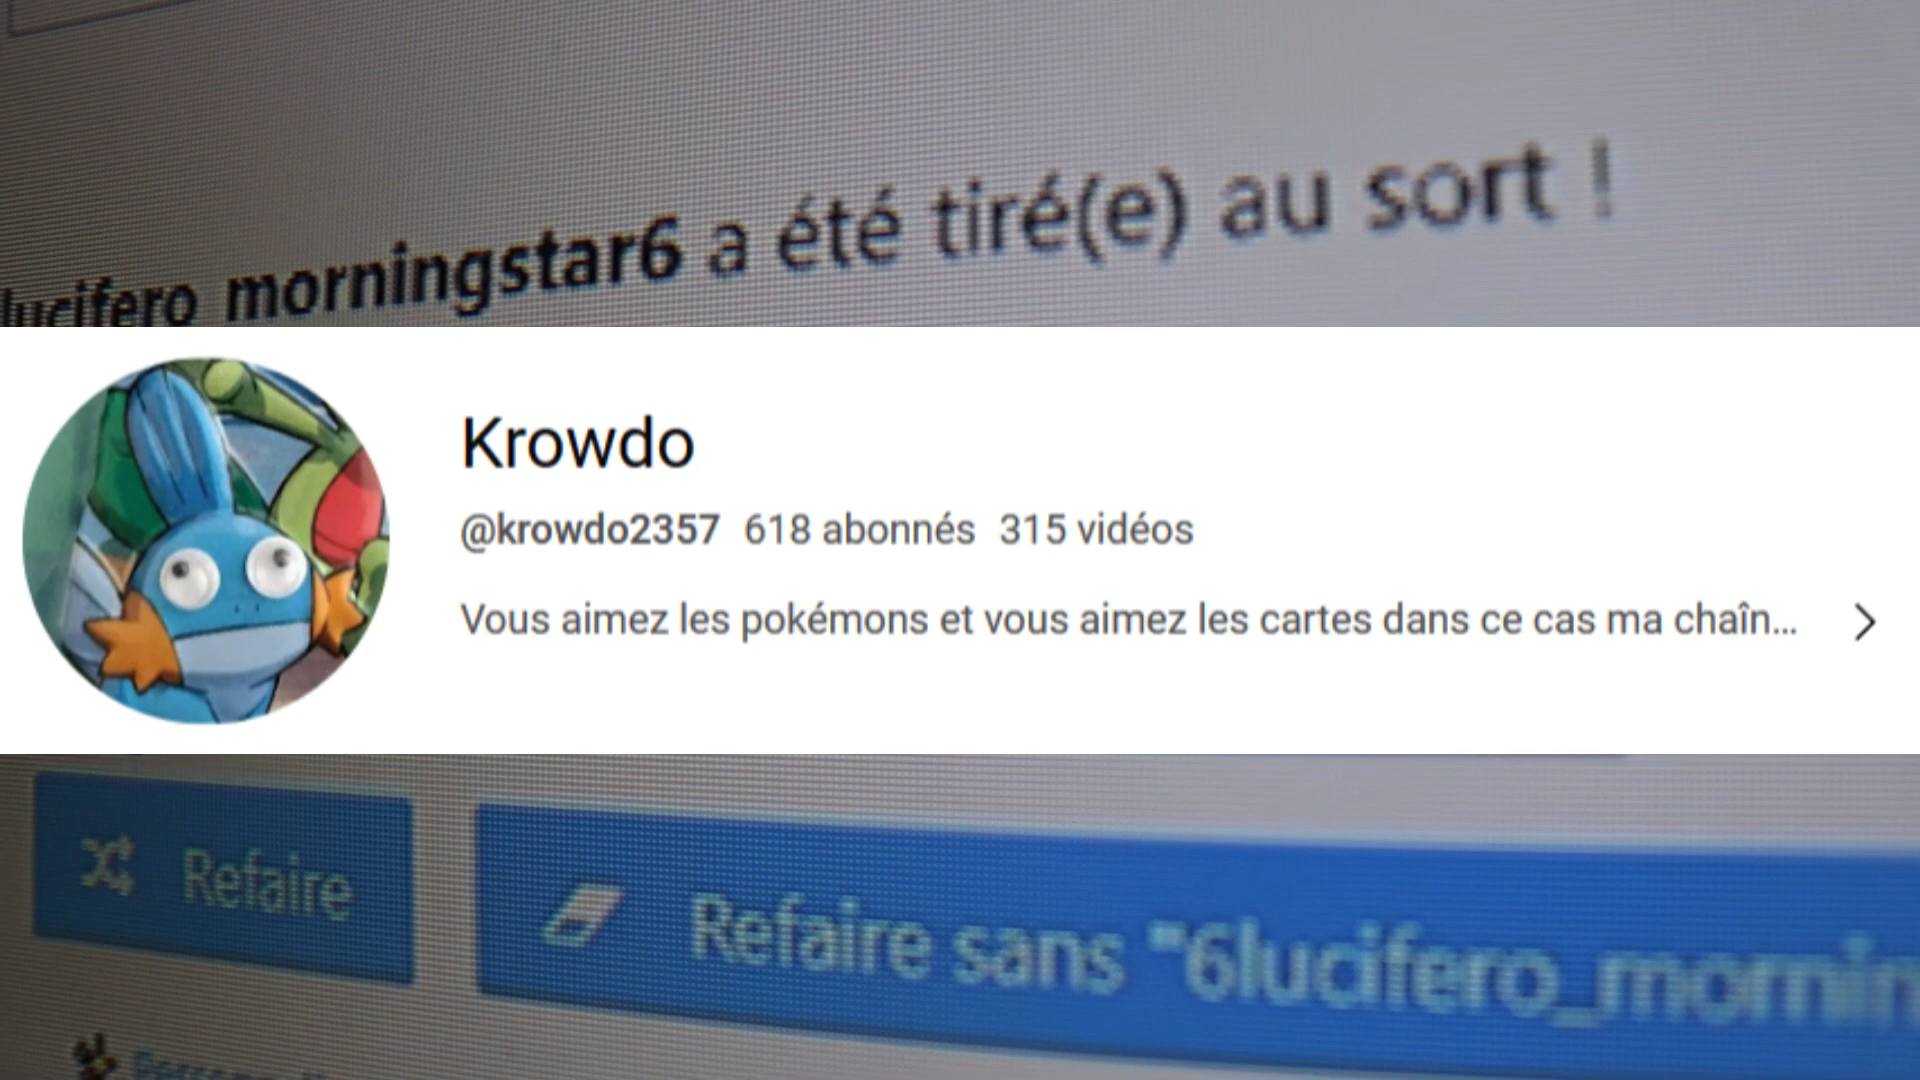 lucifero_morningstar6 a été tiré(e) au sort !
Krowdo
@krowdo2357 618 abonnés 315 vidéos
Vous aimez les pokémons et vous aimez les cartes dans ce cas ma chaîn...
Refaire
Refaire sans "6lucifero_mornin